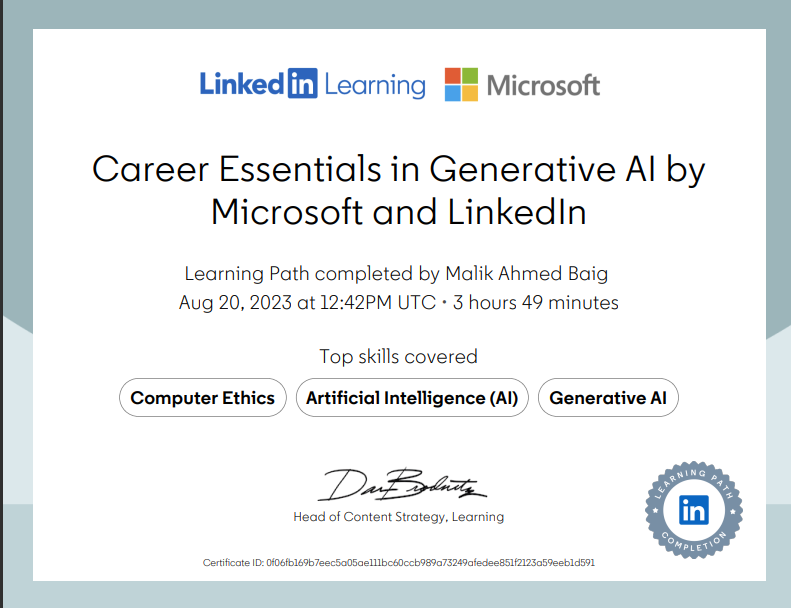 Linked in Learning Microsoft
Career Essentials in Generative AI by
Microsoft and LinkedIn
Learning Path completed by Malik Ahmed Baig
Aug 20, 2023 at 12:42PM UTC • 3 hours 49 minutes
Top skills covered
Computer Ethics Artificial Intelligence (AI) Generative AI
Head of Content Strategy, Learning
LEARNING PATH
in
COMPLETION
Certificate ID: 0f06fb169b7eec5a05ae111bc60ccb989a73249afedee851f2123a59eeb1d591